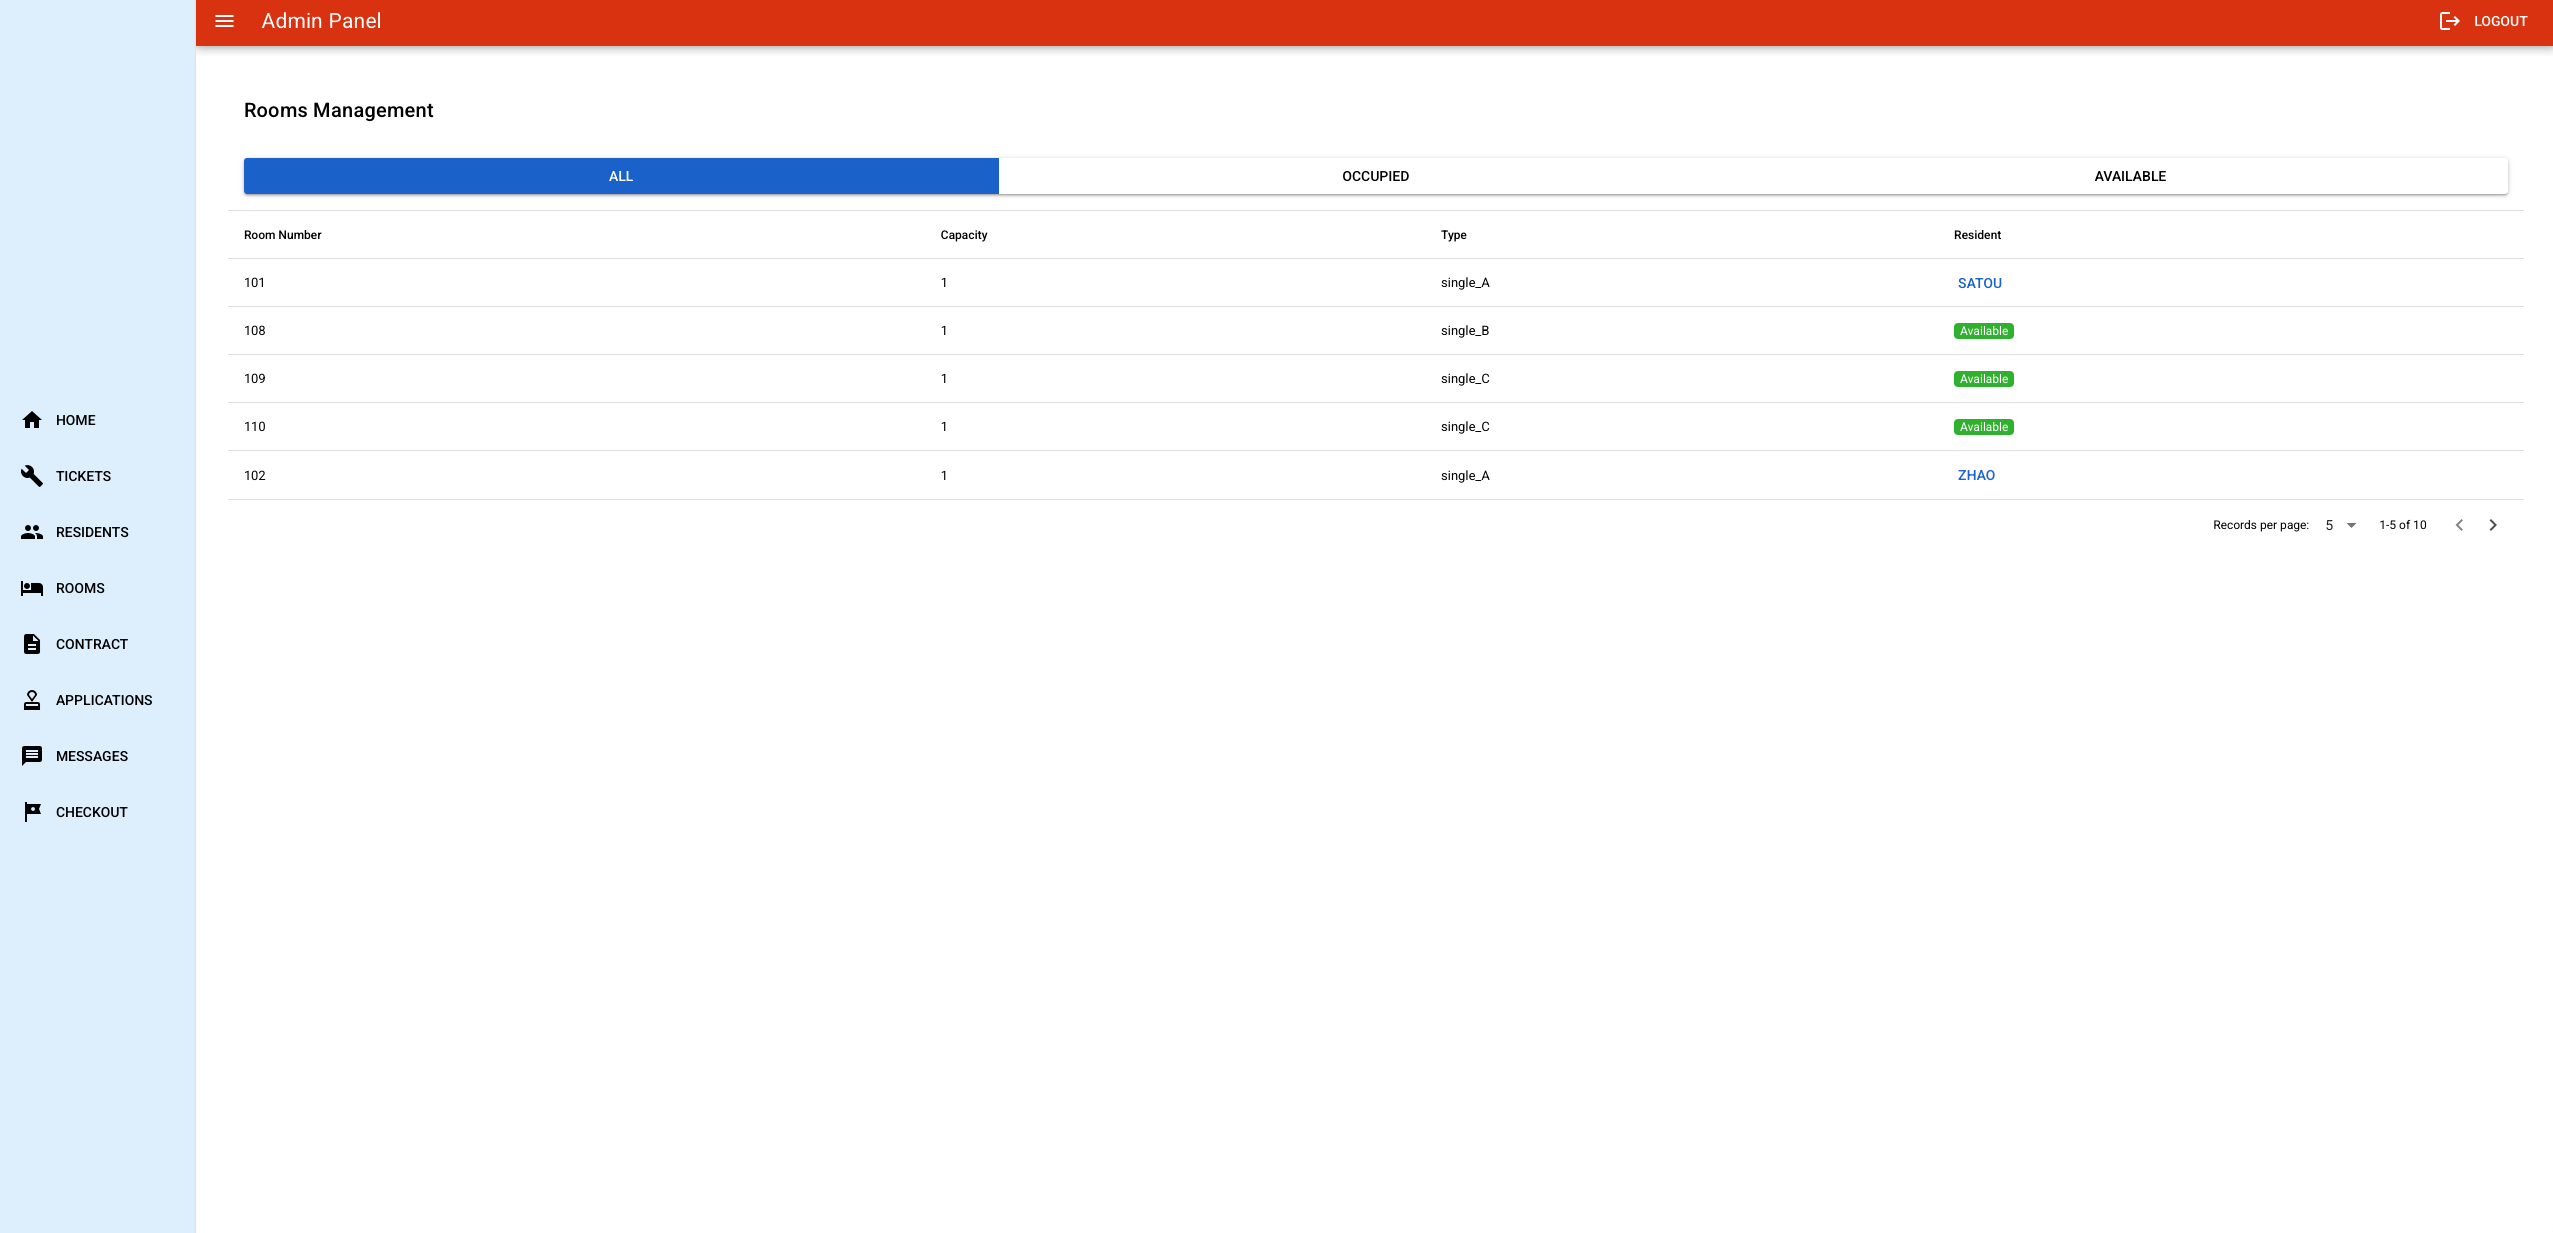 Admin Panel
LOGOUT
HOME
TICKETS
RESIDENTS
ROOMS
CONTRACT
APPLICATIONS
MESSAGES
CHECKOUT
Rooms Management
ALL OCCUPIED AVAILABLE
Room Number Capacity Type Resident
101 1 single_A SATOU
108 1 single_B Available
109 1 single_C Available
110 1 single_C Available
102 1 single_A ZHAO
Records per page: 5 1-5 of 10